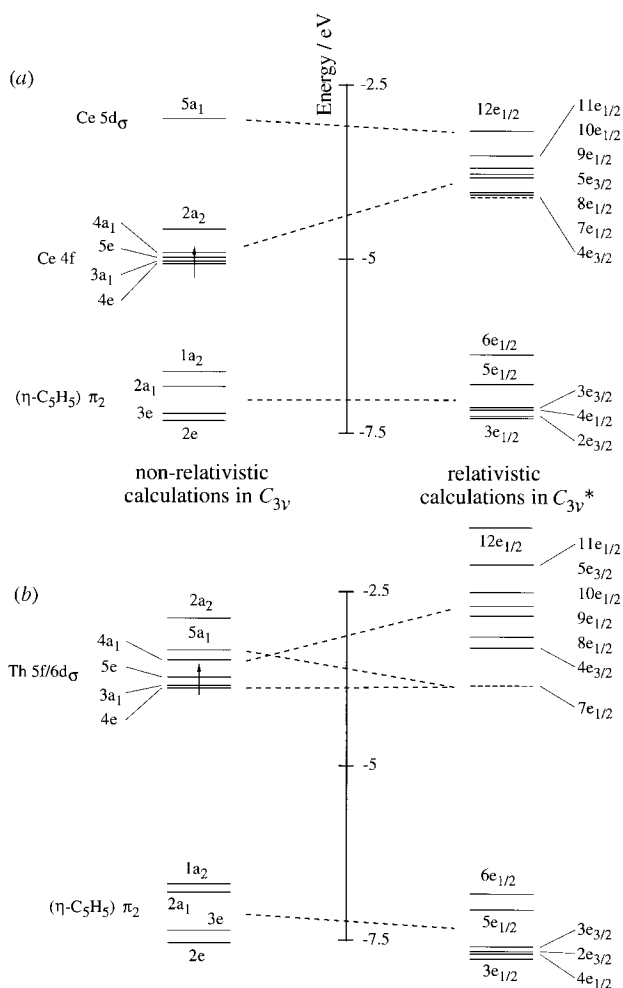 (a)
Energy / eV
-2.5
-5
-7.5
Ce 5dσ
5a1
2a2
4a1
5e
Ce 4f
3a1
4e
1a2
(η-C5H5) π2
2a1
3e
2e
12e1/2
11e1/2
10e1/2
9e1/2
5e3/2
8e1/2
7e1/2
4e3/2
6e1/2
5e1/2
3e3/2
4e1/2
2e3/2
3e1/2
non-relativistic
calculations in C3v
relativistic
calculations in C3v*
(b)
-2.5
-5
-7.5
2a2
5a1
4a1
Th 5f/6dσ
5e
3a1
4e
1a2
(η-C5H5) π2
2a1
3e
2e
12e1/2
11e1/2
5e3/2
10e1/2
9e1/2
8e1/2
4e3/2
7e1/2
6e1/2
5e1/2
3e3/2
2e3/2
3e1/2
4e1/2